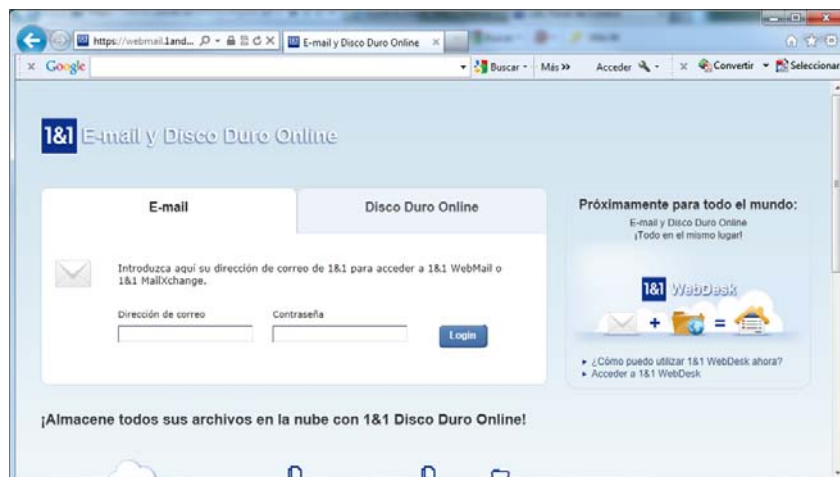 https://webmail.1and...
E-mail y Disco Duro Online
x Google
Buscar
Más »
Acceder
Convertir
Seleccionar
1&1 E-mail y Disco Duro Online
E-mail
Disco Duro Online
Introduzca aquí su dirección de correo de 1&1 para acceder a 1&1 WebMail o
1&1 MailXchange.
Dirección de correo
Contraseña
Login
Próximamente para todo el mundo:
E-mail y Disco Duro Online
¡Todo en el mismo lugar!
1&1 WebDesk
+ =
¿Cómo puedo utilizar 1&1 WebDesk ahora?
Acceder a 1&1 WebDesk
¡Almacene todos sus archivos en la nube con 1&1 Disco Duro Online!